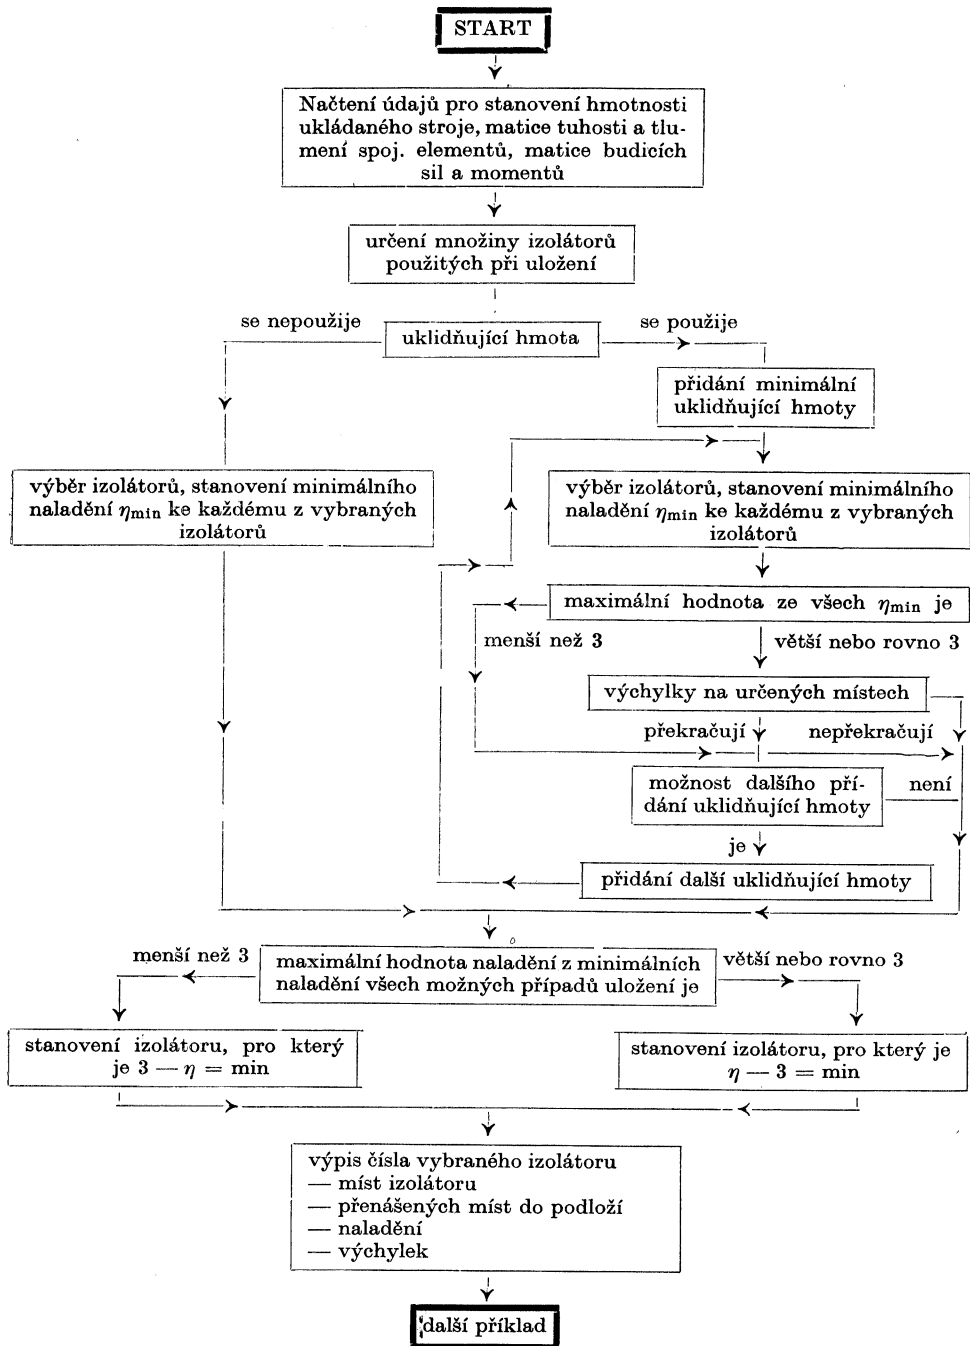 START
Načtení údajů pro stanovení hmotnosti
ukládaného stroje, matice tuhosti a tlu-
mení spoj. elementů, matice budicích
sil a momentů
určení množiny izolátorů
použitých při uložení
se nepoužije
uklidňující hmota
se použije
přidání minimální
uklidňující hmoty
výběr izolátorů, stanovení minimálního
naladění ηmin ke každému z vybraných
izolátorů
výběr izolátorů, stanovení minimálního
naladění ηmin ke každému z vybraných
izolátorů
maximální hodnota ze všech ηmin je
menší než 3
větší nebo rovno 3
výchylky na určených místech
překračují
nepřekračují
možnost dalšího při-
dání uklidňující hmoty
není
je
přidání další uklidňující hmoty
menší než 3
maximální hodnota naladění z minimálních
naladění všech možných případů uložení je
větší nebo rovno 3
stanovení izolátoru, pro který
je 3 — η = min
stanovení izolátoru, pro který je
η — 3 = min
výpis čísla vybraného izolátoru
— míst izolátoru
— přenášených míst do podloží
— naladění
— výchylek
další příklad